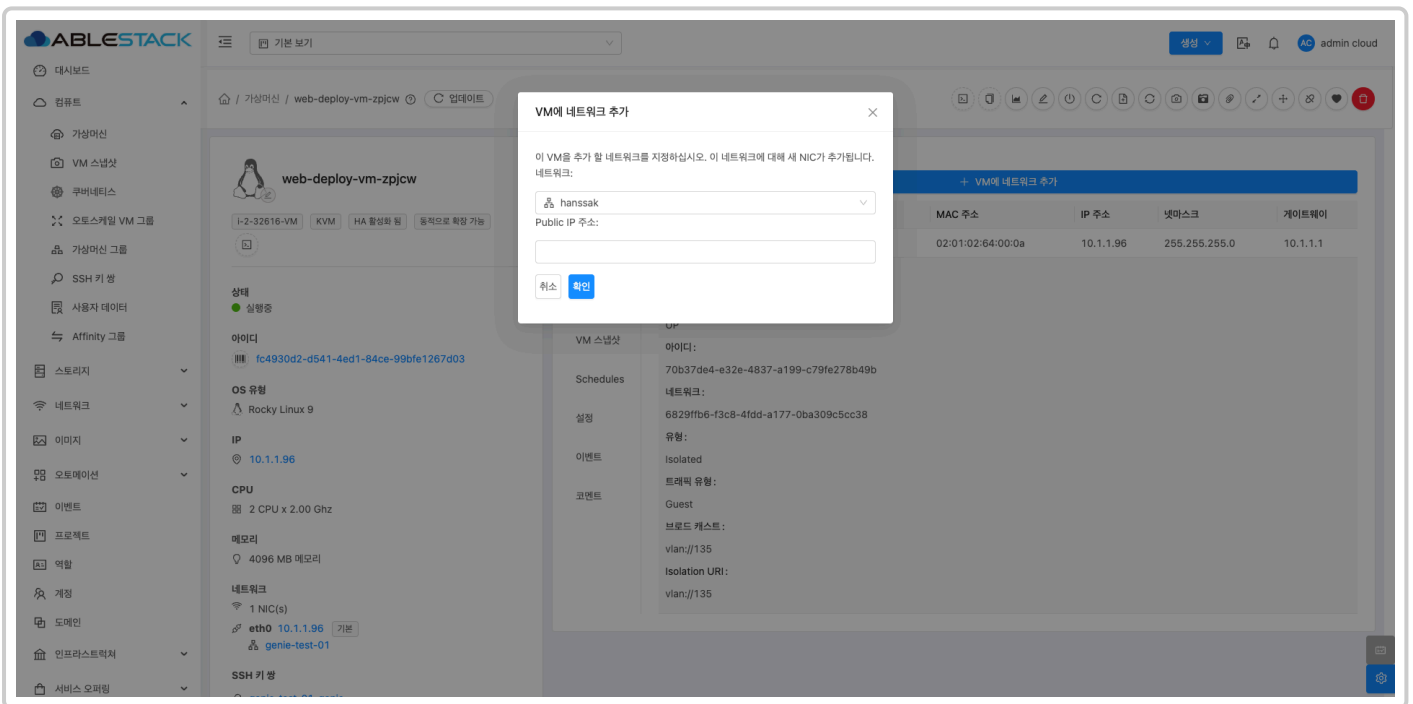 ABLESTACK
기본 보기
생성
AC
admin cloud
대시보드
컴퓨트
가상머신
VM 스냅샷
쿠버네티스
오토스케일 VM 그룹
가상머신 그룹
SSH 키 쌍
사용자 데이터
Affinity 그룹
스토리지
네트워크
이미지
오토메이션
이벤트
프로젝트
역할
계정
도메인
인프라스트럭쳐
서비스 오퍼링
/ 가상머신 / web-deploy-vm-zpjcw
업데이트
web-deploy-vm-zpjcw
i-2-32616-VM
KVM
HA 활성화 됨
동적으로 확장 가능
상태
실행중
아이디
fc4930d2-d541-4ed1-84ce-99bfe1267d03
OS 유형
Rocky Linux 9
IP
10.1.1.96
CPU
2 CPU x 2.00 Ghz
메모리
4096 MB 메모리
네트워크
1 NIC(s)
eth0 10.1.1.96 기본
genie-test-01
SSH 키 쌍
VM에 네트워크 추가
이 VM을 추가 할 네트워크를 지정하십시오. 이 네트워크에 대해 새 NIC가 추가됩니다.
네트워크:
hanssak
Public IP 주소:
취소
확인
+ VM에 네트워크 추가
MAC 주소
IP 주소
넷마스크
게이트웨이
02:01:02:64:00:0a
10.1.1.96
255.255.255.0
10.1.1.1
VM 스냅샷
Schedules
설정
이벤트
코멘트
UP
아이디 :
70b37de4-e32e-4837-a199-c79fe278b49b
네트워크 :
6829ffb6-f3c8-4fdd-a177-0ba309c5cc38
유형 :
Isolated
트래픽 유형 :
Guest
브로드 캐스트 :
vlan://135
Isolation URI :
vlan://135